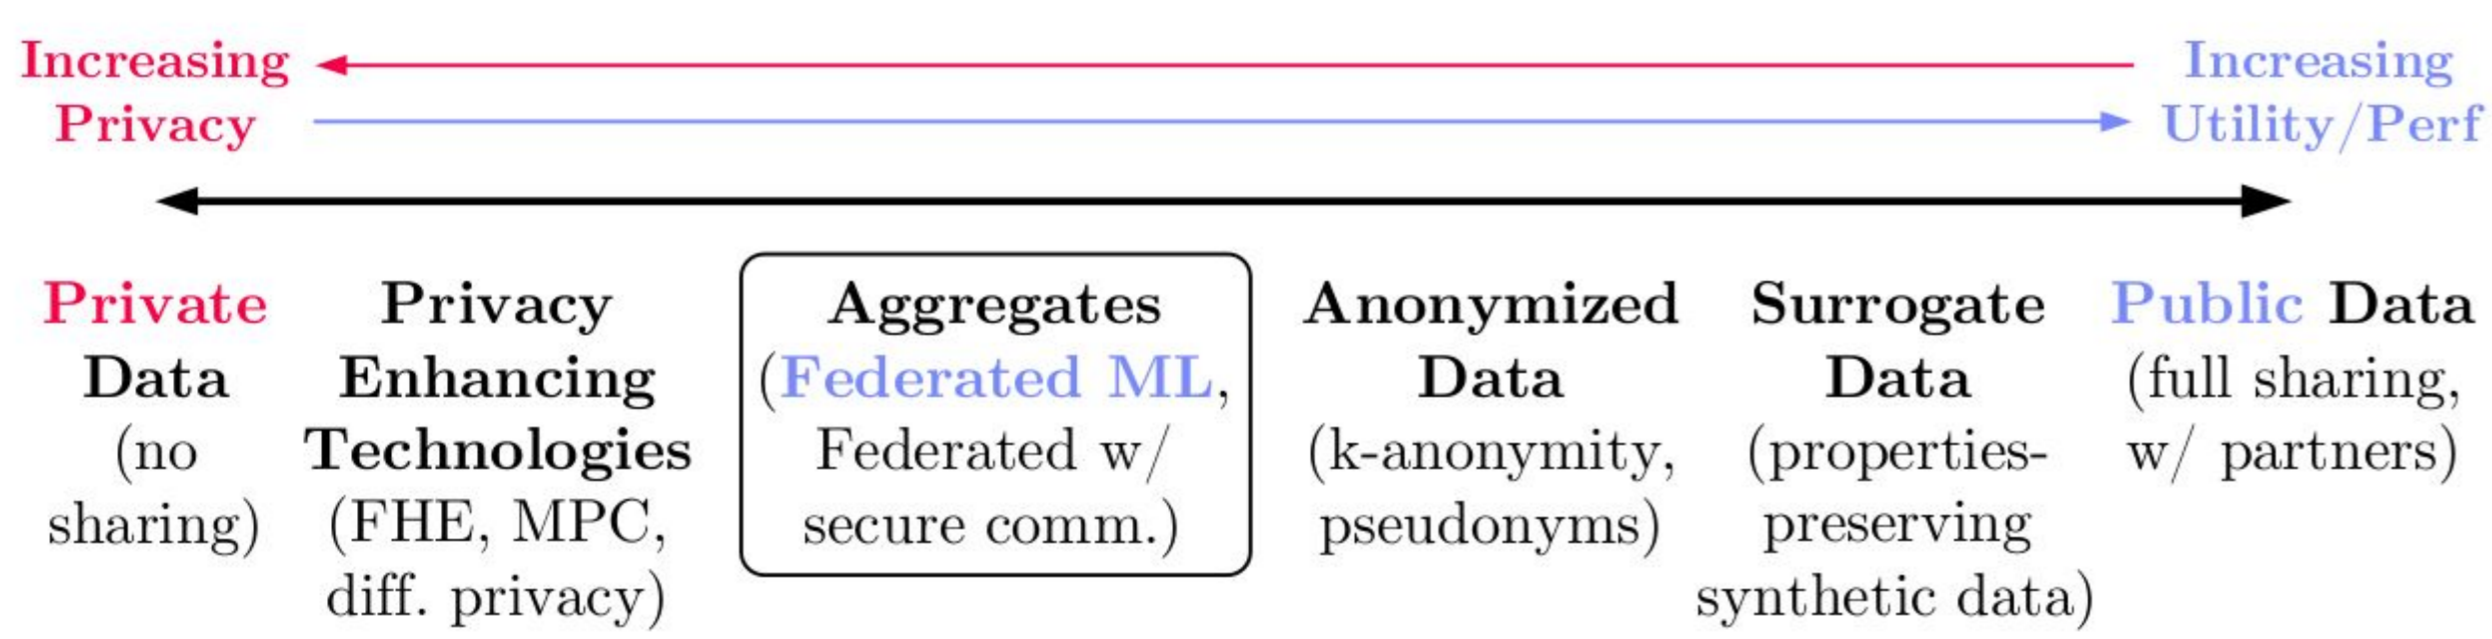 Increasing
Privacy
Increasing
Utility/Perf
Private
Data
(no
sharing)
Privacy
Enhancing
Technologies
(FHE, MPC,
diff. privacy)
Aggregates
(Federated ML,
Federated w/
secure comm.)
Anonymized
Data
(k-anonymity,
pseudonyms)
Surrogate
Data
(properties-
preserving
synthetic data)
Public Data
(full sharing,
w/ partners)